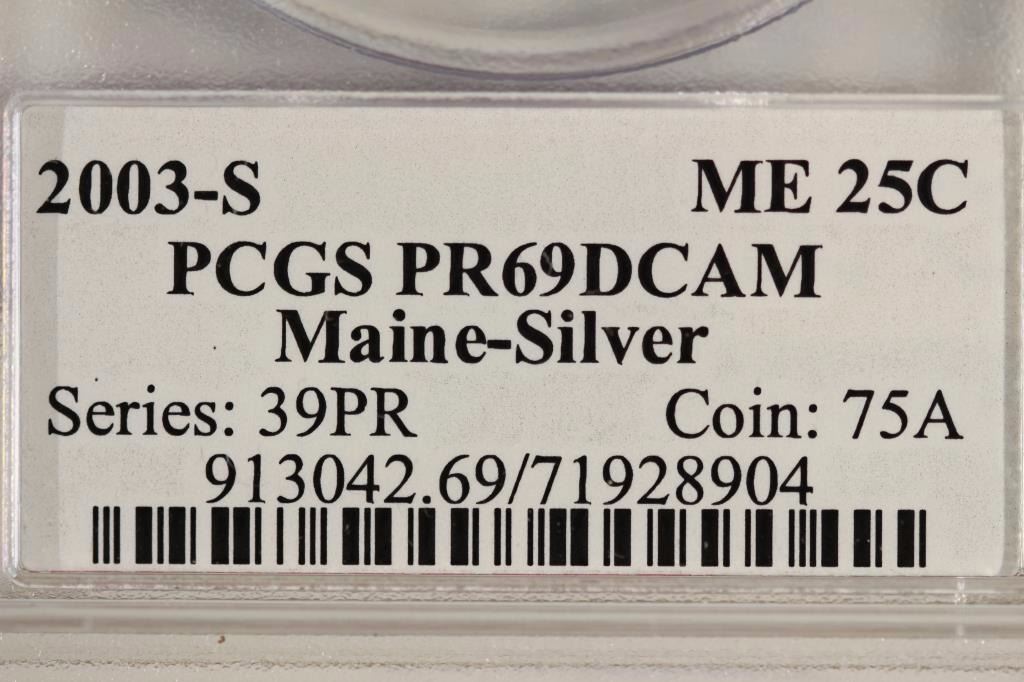 2003-S ME 25C
PCGS PR69DCAM
Maine-Silver
Series: 39PR Coin: 75A
913042.69/71928904